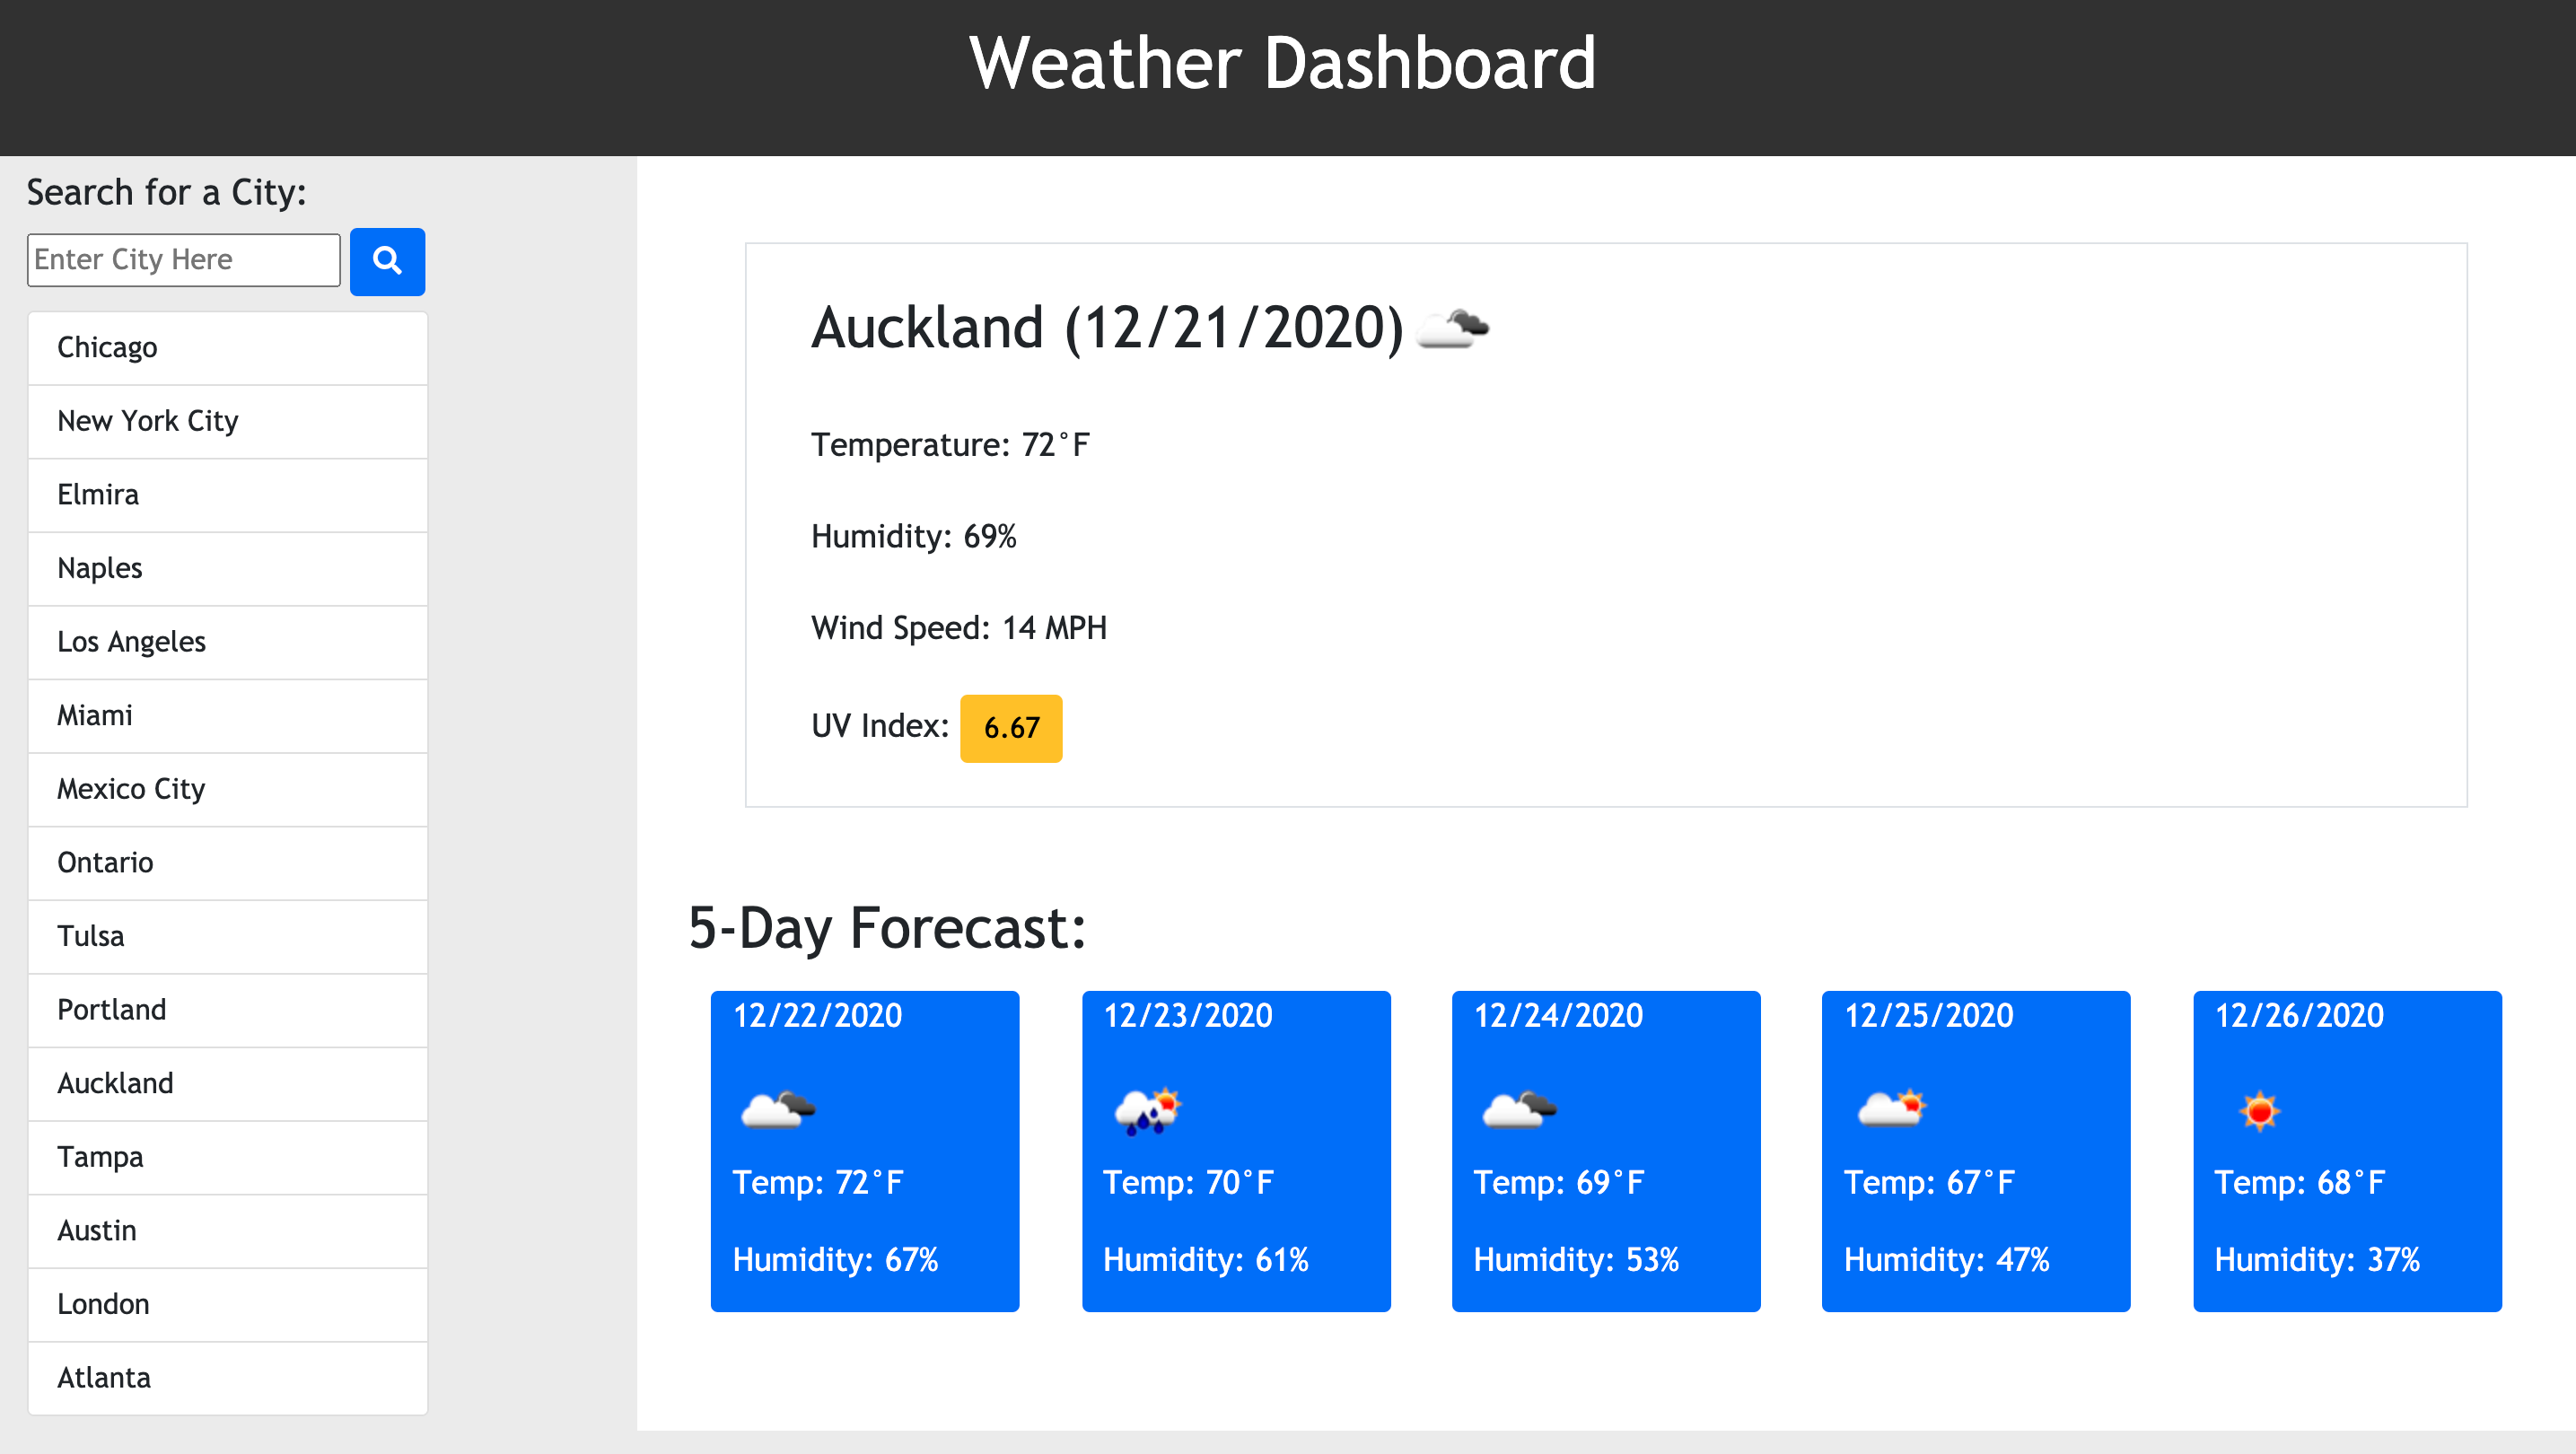 Weather Dashboard
Search for a City:
Enter City Here
Chicago
New York City
Elmira
Naples
Los Angeles
Miami
Mexico City
Ontario
Tulsa
Portland
Auckland
Tampa
Austin
London
Atlanta
Auckland (12/21/2020)
Temperature: 72°F
Humidity: 69%
Wind Speed: 14 MPH
UV Index: 6.67
5-Day Forecast:
12/22/2020
Temp: 72°F
Humidity: 67%
12/23/2020
Temp: 70°F
Humidity: 61%
12/24/2020
Temp: 69°F
Humidity: 53%
12/25/2020
Temp: 67°F
Humidity: 47%
12/26/2020
Temp: 68°F
Humidity: 37%